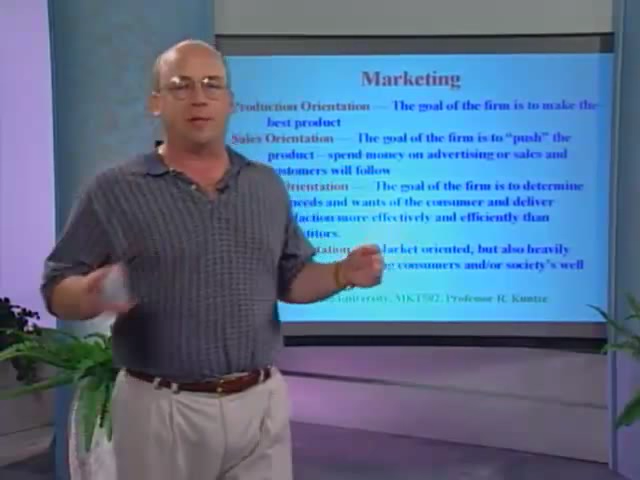 Marketing
Production Orientation — The goal of the firm is to make the
best product
Sales Orientation — The goal of the firm is to “push” the
product—spend money on advertising or sales and
customers will follow
Orientation — The goal of the firm is to determine
needs and wants of the consumer and deliver
more effectively and efficiently than
Market oriented, but also heavily
consumers and/or society's well
University, MKT502, Professor R. Kuntze